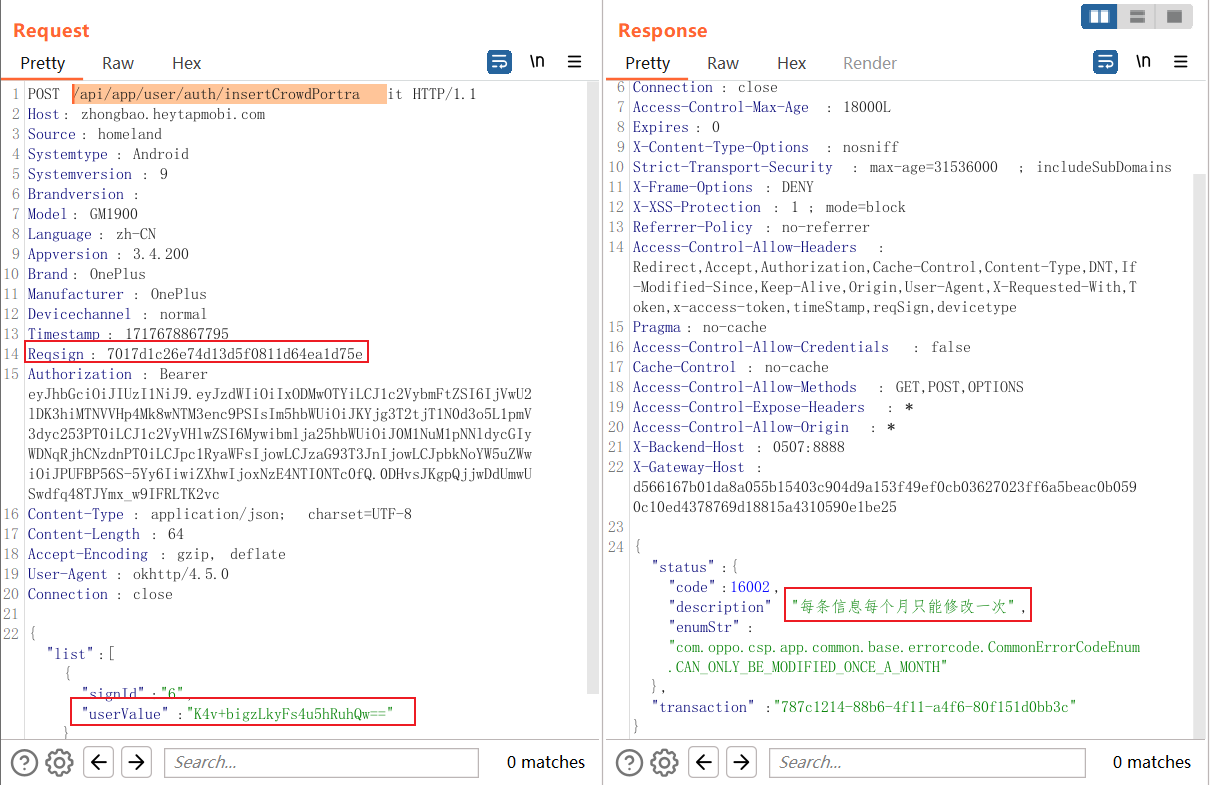 Request
Pretty Raw Hex \n
1 POST /api/app/user/auth/insertCrowdPortrait HTTP/1.1
2 Host: zhongbao.heytapmobi.com
3 Source: homeland
4 Systemtype : Android
5 Systemversion : 9
6 Brandversion :
7 Model: GM1900
8 Language : zh-CN
9 Appversion : 3.4.200
10 Brand: OnePlus
11 Manufacturer : OnePlus
12 Devicechannel : normal
13 Timestamp : 1717678867795
14 Reqsign : 7017d1c26e74d13d5f0811d64ea1d75e
15 Authorization : Bearer
eyJhbGciOiJIUzI1NiJ9.eyJzdWIiOiIxODMwOTYiLCJ1c2VybmFtZSI6IjVwU2
lDK3hiMTNVVHp4Mk8wNTM3enc9PSIsIm5hbWUiOiJKYjg3T2tjT1N0d3o5L1pmV
3dyc253PT0iLCJ1c2VyVHlwZSI6Mywibmlja25hbWUiOiJ0M1NuM1pNNldycGIy
WDNqRjhCNzdnPT0iLCJpc1RyaWFsIjowLCJzaG93T3JnIjowLCJpbkNoYW5uZWw
iOiJPUFBP56S-5Yy6IiwiZXhwIjoxNzE4NTI0NTc0fQ.0DHvsJKgpQjjwDdUmwU
Swdfq48TJYmx_w9IFRLTK2vc
16 Content-Type : application/json; charset=UTF-8
17 Content-Length : 64
18 Accept-Encoding : gzip, deflate
19 User-Agent : okhttp/4.5.0
20 Connection : close
21
22 {
"list":[
{
"signId":"6",
"userValue" :"K4v+bigzLkyFs4u5hRuhQw=="
}
Search... 0 matches
Response
Pretty Raw Hex Render \n
6 Connection : close
7 Access-Control-Max-Age : 18000L
8 Expires : 0
9 X-Content-Type-Options : nosniff
10 Strict-Transport-Security : max-age=31536000 ; includeSubDomains
11 X-Frame-Options : DENY
12 X-XSS-Protection : 1 ; mode=block
13 Referrer-Policy : no-referrer
14 Access-Control-Allow-Headers :
Redirect,Accept,Authorization,Cache-Control,Content-Type,DNT,If
-Modified-Since,Keep-Alive,Origin,User-Agent,X-Requested-With,T
oken,x-access-token,timeStamp,reqSign,devicetype
15 Pragma: no-cache
16 Access-Control-Allow-Credentials : false
17 Cache-Control : no-cache
18 Access-Control-Allow-Methods : GET,POST,OPTIONS
19 Access-Control-Expose-Headers : *
20 Access-Control-Allow-Origin : *
21 X-Backend-Host : 0507:8888
22 X-Gateway-Host :
d566167b01da8a055b15403c904d9a153f49ef0cb03627023ff6a5beac0b059
0c10ed4378769d18815a4310590e1be25
23
24 {
"status":{
"code":16002,
"description" "每条信息每个月只能修改一次",
"enumStr" :
"com.oppo.csp.app.common.base.errorcode.CommonErrorCodeEnum
.CAN_ONLY_BE_MODIFIED_ONCE_A_MONTH"
},
"transaction" :"787c1214-88b6-4f11-a4f6-80f151d0bb3c"
}
Search... 0 matches